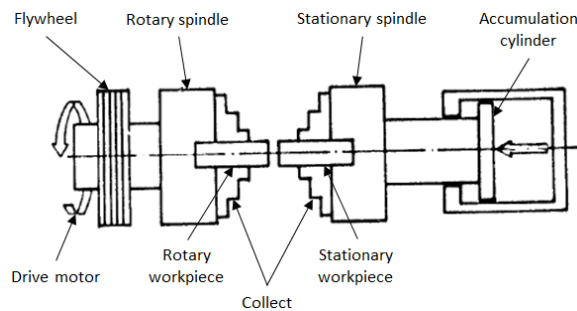 Flywheel
Rotary spindle
Stationary spindle
Accumulation
cylinder
Drive motor
Rotary
workpiece
Collect
Stationary
workpiece